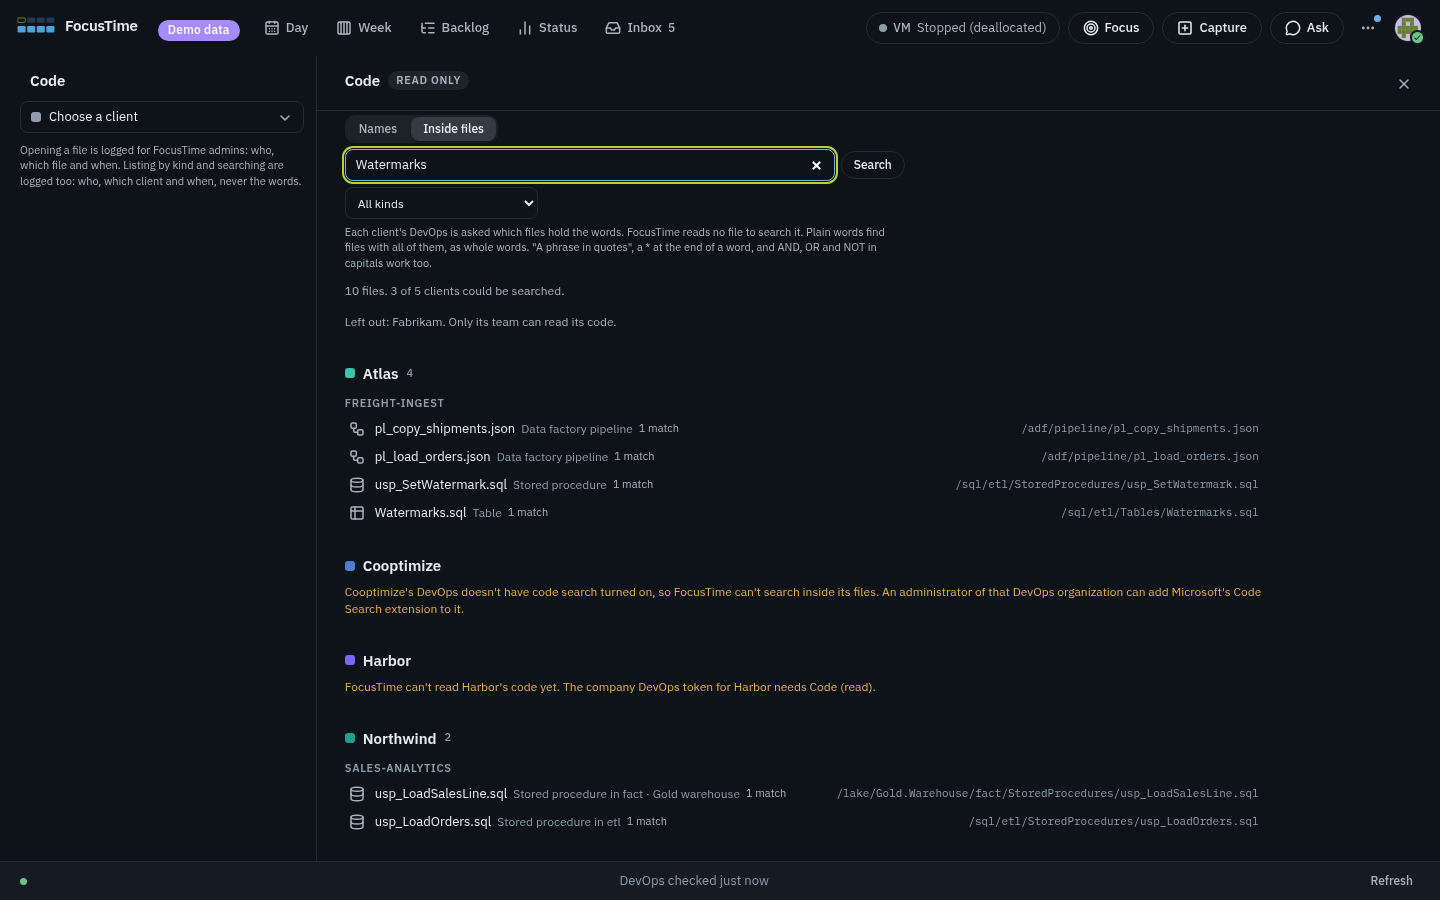 FocusTime
Demo data
Day
Week
Backlog
Status
Inbox 5
VM Stopped (deallocated)
Focus
Capture
Ask
Code
Choose a client
Opening a file is logged for FocusTime admins: who,
which file and when. Listing by kind and searching are
logged too: who, which client and when, never the words.
Code READ ONLY
Names Inside files
Watermarks
Search
All kinds
Each client's DevOps is asked which files hold the words. FocusTime reads no file to search it. Plain words find
files with all of them, as whole words. "A phrase in quotes", a * at the end of a word, and AND, OR and NOT in
capitals work too.
10 files. 3 of 5 clients could be searched.
Left out: Fabrikam. Only its team can read its code.
Atlas 4
FREIGHT-INGEST
pl_copy_shipments.json Data factory pipeline 1 match /adf/pipeline/pl_copy_shipments.json
pl_load_orders.json Data factory pipeline 1 match /adf/pipeline/pl_load_orders.json
usp_SetWatermark.sql Stored procedure 1 match /sql/etl/StoredProcedures/usp_SetWatermark.sql
Watermarks.sql Table 1 match /sql/etl/Tables/Watermarks.sql
Cooptimize
Cooptimize's DevOps doesn't have code search turned on, so FocusTime can't search inside its files. An administrator of that DevOps organization can add Microsoft's Code
Search extension to it.
Harbor
FocusTime can't read Harbor's code yet. The company DevOps token for Harbor needs Code (read).
Northwind 2
SALES-ANALYTICS
usp_LoadSalesLine.sql Stored procedure in fact · Gold warehouse 1 match /lake/Gold.Warehouse/fact/StoredProcedures/usp_LoadSalesLine.sql
usp_LoadOrders.sql Stored procedure in etl 1 match /sql/etl/StoredProcedures/usp_LoadOrders.sql
DevOps checked just now
Refresh